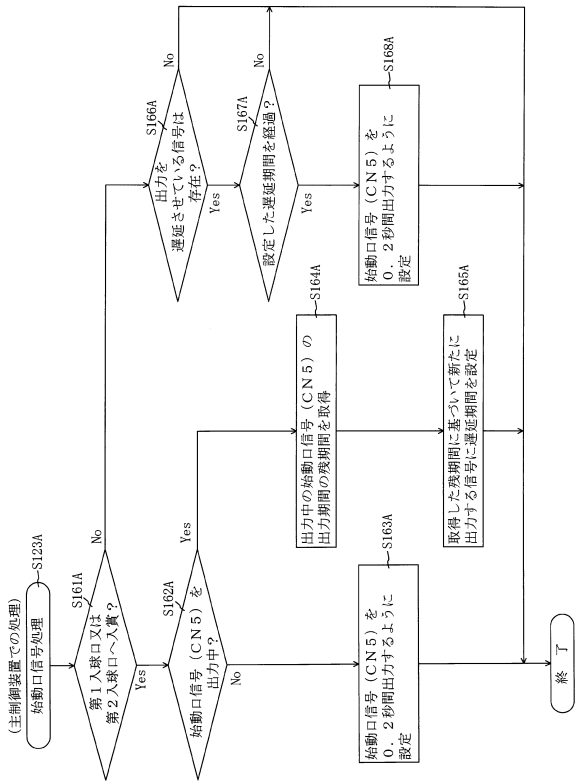 (主制御装置での処理)
始動口信号処理
S123A
S161A
第1入球口又は
第2入球口へ入賞?
No
Yes
S162A
始動口信号(CN5)を
出力中?
Yes
No
S163A
始動口信号(CN5)を
0.2秒間出力するように
設定
S164A
出力中の始動口信号(CN5)の
出力期間の残期間を取得
S165A
取得した残期間に基づいて新たに
出力する信号に遅延期間を設定
S166A
出力を
遅延させている信号は
存在?
No
Yes
S167A
設定した遅延期間を経過?
No
Yes
S168A
始動口信号(CN5)を
0.2秒間出力するように
設定
終了